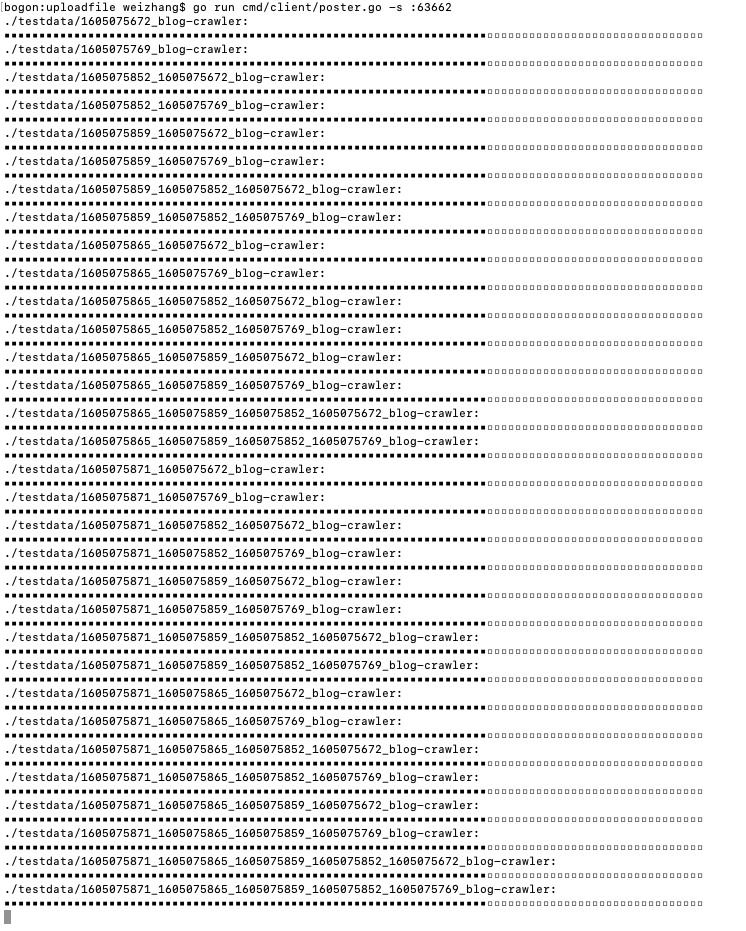 bogon:uploadfile weizhang$ go run cmd/client/poster.go -s :63662
./testdata/1605075672_blog-crawler:
./testdata/1605075769_blog-crawler:
./testdata/1605075852_1605075672_blog-crawler:
./testdata/1605075852_1605075769_blog-crawler:
./testdata/1605075859_1605075672_blog-crawler:
./testdata/1605075859_1605075769_blog-crawler:
./testdata/1605075859_1605075852_1605075672_blog-crawler:
./testdata/1605075859_1605075852_1605075769_blog-crawler:
./testdata/1605075865_1605075672_blog-crawler:
./testdata/1605075865_1605075769_blog-crawler:
./testdata/1605075865_1605075852_1605075672_blog-crawler:
./testdata/1605075865_1605075852_1605075769_blog-crawler:
./testdata/1605075865_1605075859_1605075672_blog-crawler:
./testdata/1605075865_1605075859_1605075769_blog-crawler:
./testdata/1605075865_1605075859_1605075852_1605075672_blog-crawler:
./testdata/1605075865_1605075859_1605075852_1605075769_blog-crawler:
./testdata/1605075871_1605075672_blog-crawler:
./testdata/1605075871_1605075769_blog-crawler:
./testdata/1605075871_1605075852_1605075672_blog-crawler:
./testdata/1605075871_1605075852_1605075769_blog-crawler:
./testdata/1605075871_1605075859_1605075672_blog-crawler:
./testdata/1605075871_1605075859_1605075769_blog-crawler:
./testdata/1605075871_1605075859_1605075852_1605075672_blog-crawler:
./testdata/1605075871_1605075859_1605075852_1605075769_blog-crawler:
./testdata/1605075871_1605075865_1605075672_blog-crawler:
./testdata/1605075871_1605075865_1605075769_blog-crawler:
./testdata/1605075871_1605075865_1605075852_1605075672_blog-crawler:
./testdata/1605075871_1605075865_1605075852_1605075769_blog-crawler:
./testdata/1605075871_1605075865_1605075859_1605075672_blog-crawler:
./testdata/1605075871_1605075865_1605075859_1605075769_blog-crawler:
./testdata/1605075871_1605075865_1605075859_1605075852_1605075672_blog-crawler:
./testdata/1605075871_1605075865_1605075859_1605075852_1605075769_blog-crawler: